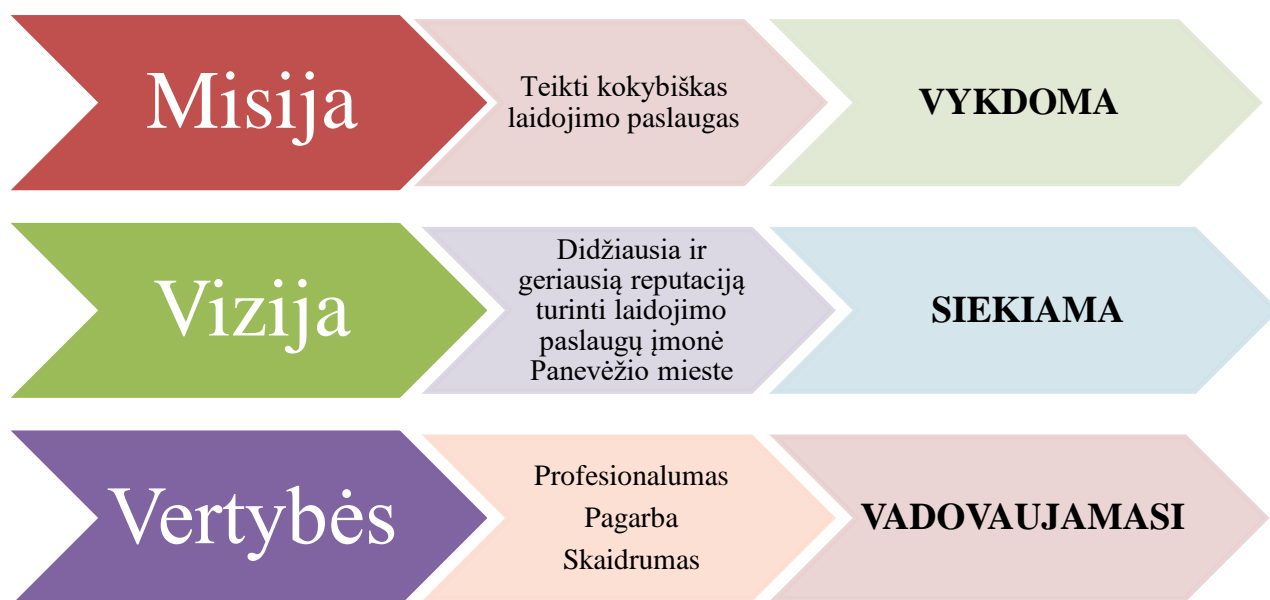 Misija
Teikti kokybiškas
laidojimo paslaugas
VYKDOMA
Vizija
Didžiausia ir
geriausią reputaciją
turinti laidojimo
paslaugų įmonė
Panevėžio mieste
SIEKIAMA
Vertybės
Profesionalumas
Pagarba
Skaidrumas
VADOVAUJAMASI